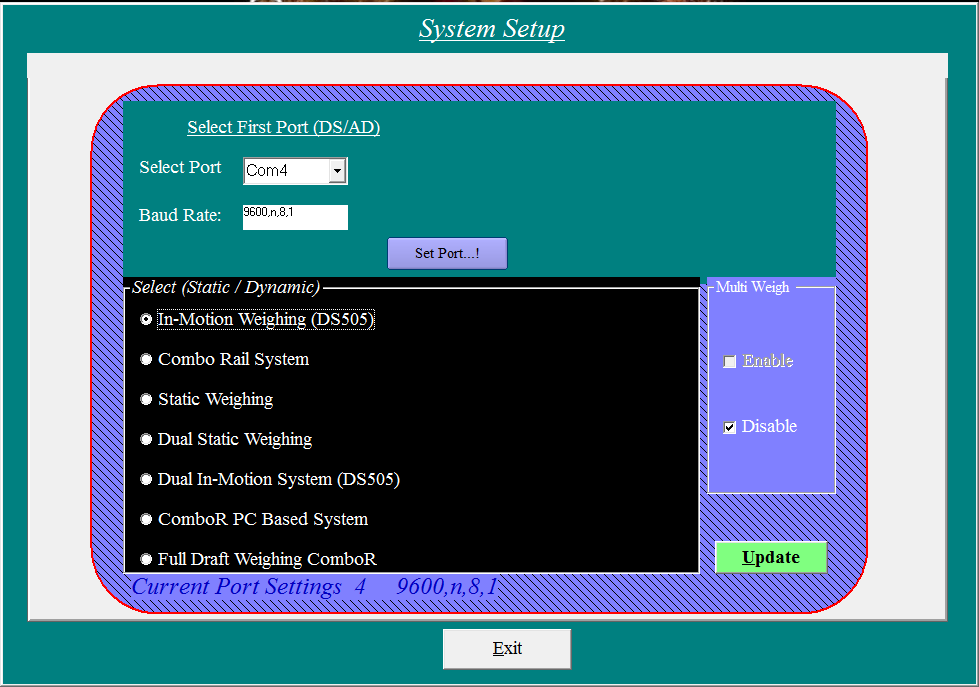 System Setup
Select First Port (DS/AD)
Select Port
Com4
Baud Rate:
9600,n,8,1
Set Port...!
Select (Static / Dynamic)
In-Motion Weighing (DS505)
Combo Rail System
Static Weighing
Dual Static Weighing
Dual In-Motion System (DS505)
ComboR PC Based System
Full Draft Weighing ComboR
Multi Weigh
Enable
Disable
Update
Current Port Settings 4 9600,n,8,1
Exit